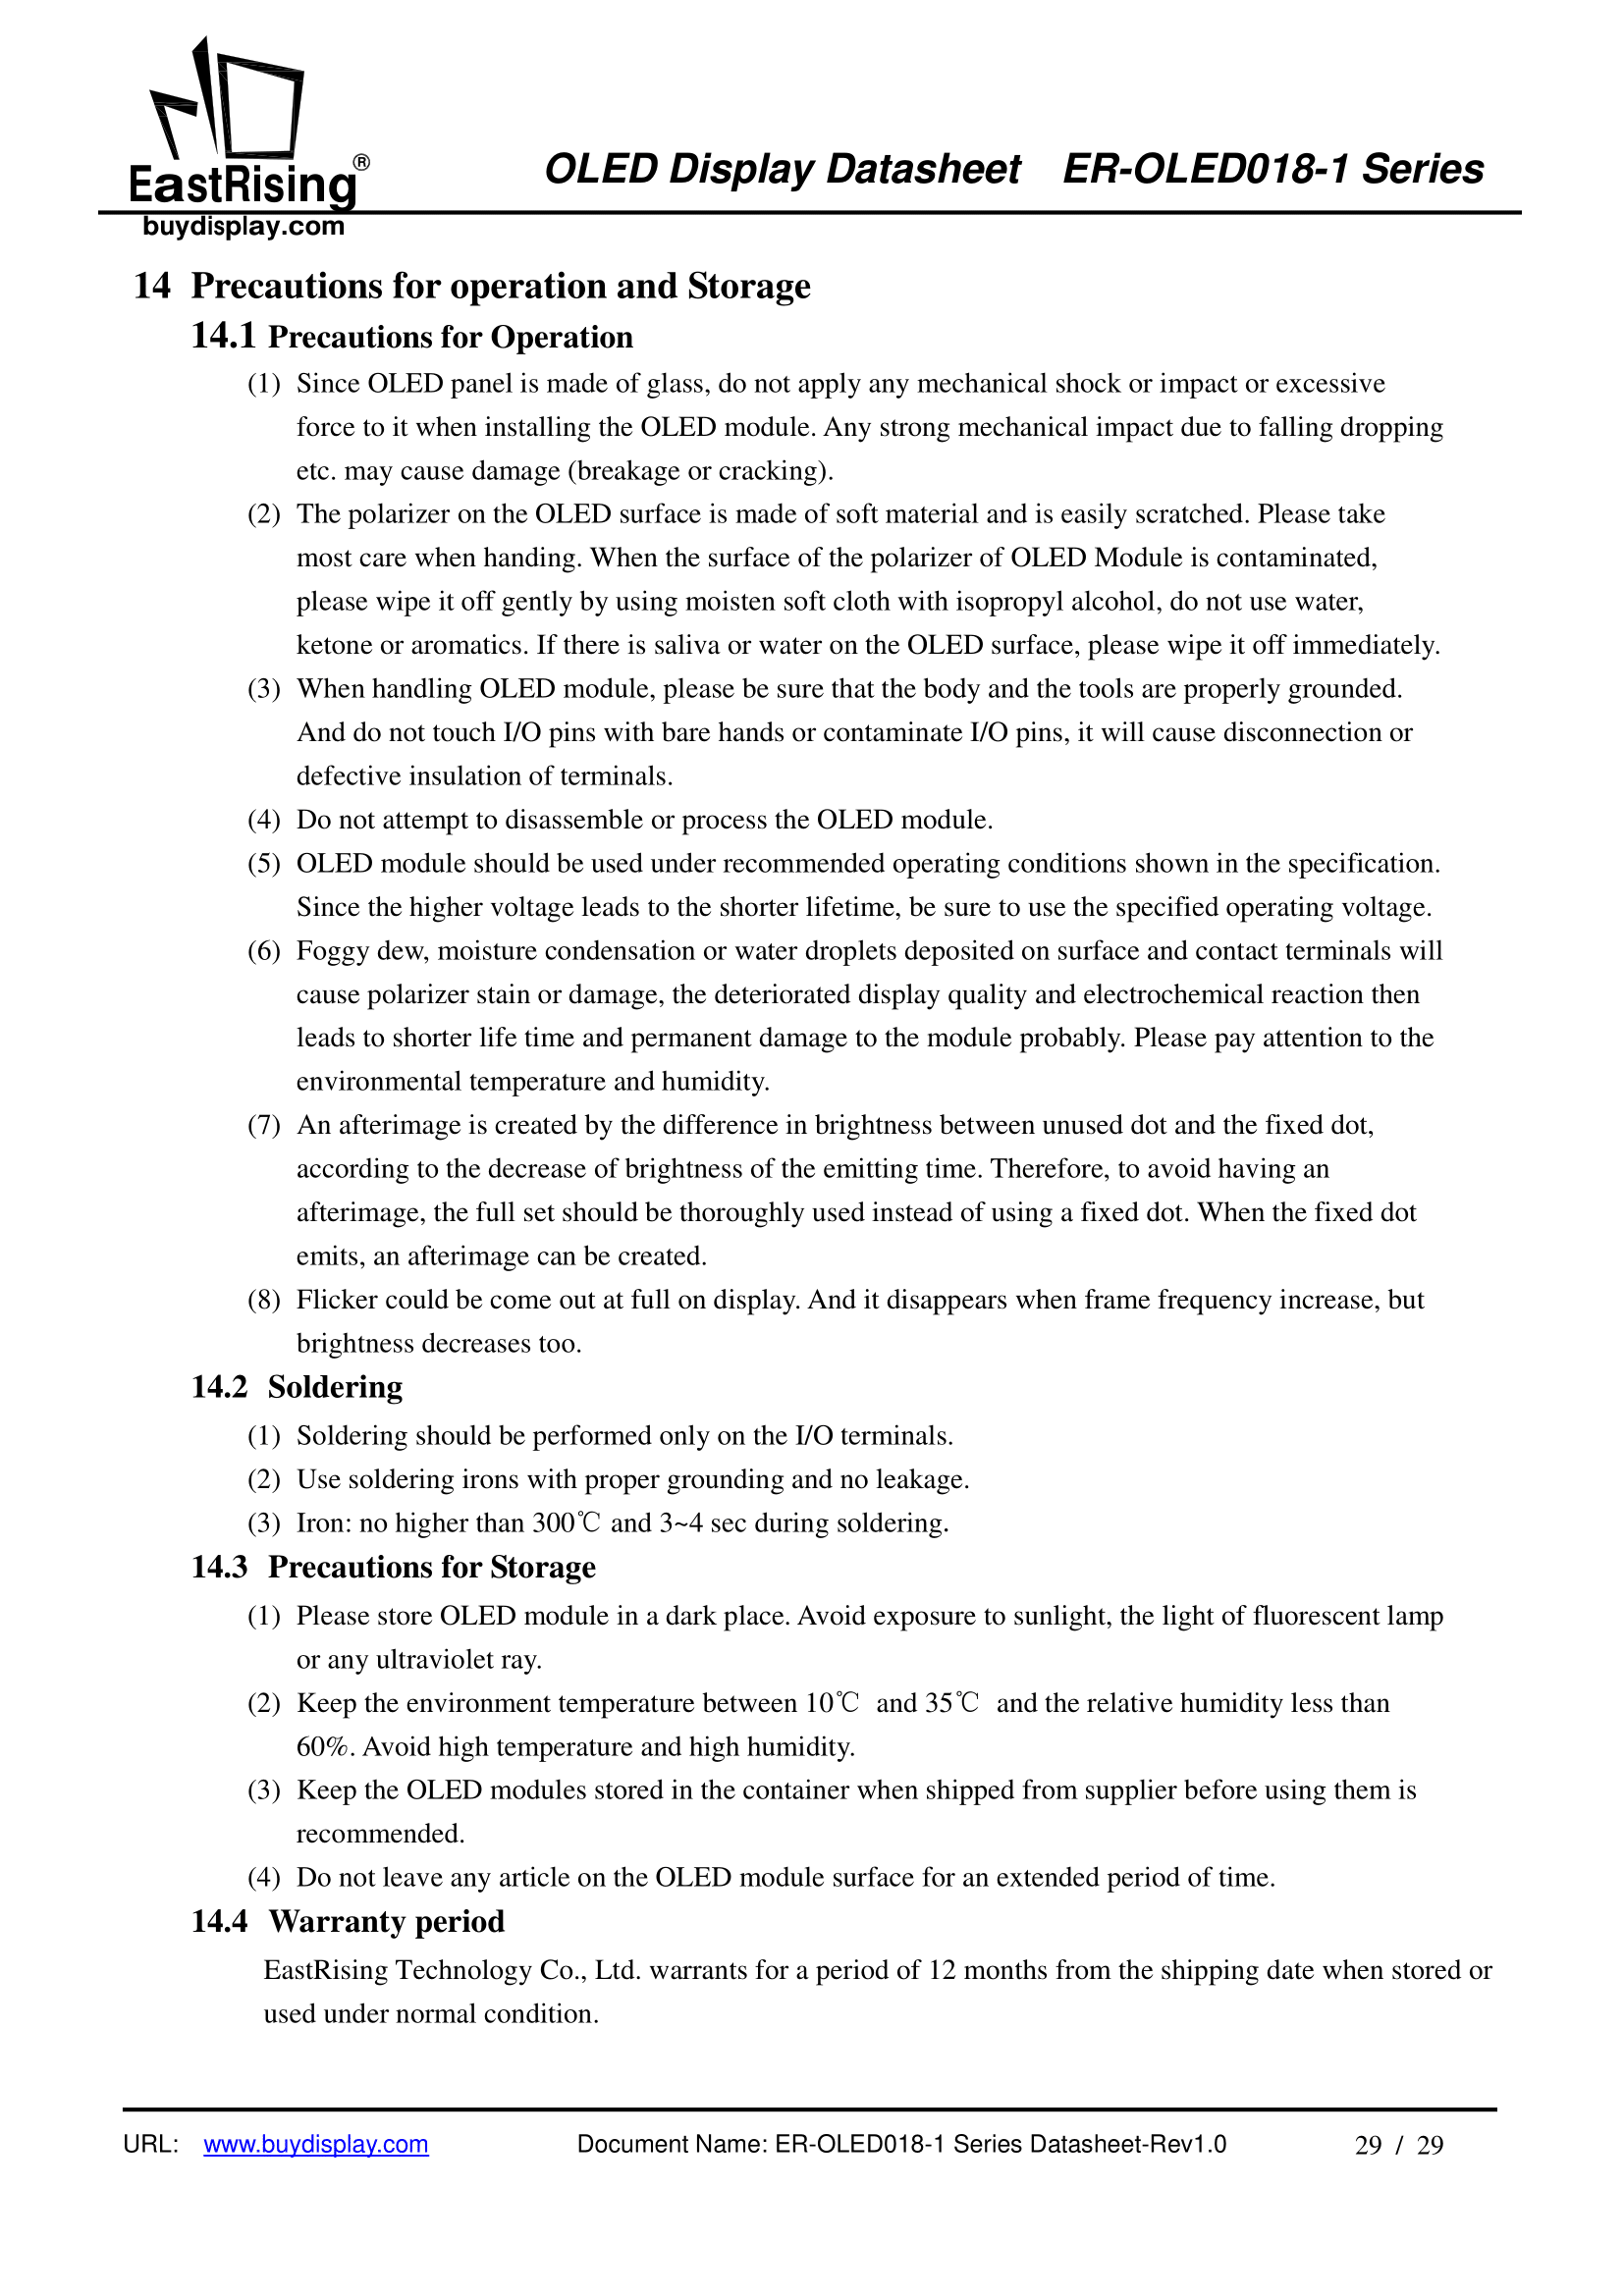 EastRising®
buydisplay.com
OLED Display Datasheet ER-OLED018-1 Series
14 Precautions for operation and Storage
14.1 Precautions for Operation
(1) Since OLED panel is made of glass, do not apply any mechanical shock or impact or excessive
force to it when installing the OLED module. Any strong mechanical impact due to falling dropping
etc. may cause damage (breakage or cracking).
(2) The polarizer on the OLED surface is made of soft material and is easily scratched. Please take
most care when handing. When the surface of the polarizer of OLED Module is contaminated,
please wipe it off gently by using moisten soft cloth with isopropyl alcohol, do not use water,
ketone or aromatics. If there is saliva or water on the OLED surface, please wipe it off immediately.
(3) When handling OLED module, please be sure that the body and the tools are properly grounded.
And do not touch I/O pins with bare hands or contaminate I/O pins, it will cause disconnection or
defective insulation of terminals.
(4) Do not attempt to disassemble or process the OLED module.
(5) OLED module should be used under recommended operating conditions shown in the specification.
Since the higher voltage leads to the shorter lifetime, be sure to use the specified operating voltage.
(6) Foggy dew, moisture condensation or water droplets deposited on surface and contact terminals will
cause polarizer stain or damage, the deteriorated display quality and electrochemical reaction then
leads to shorter life time and permanent damage to the module probably. Please pay attention to the
environmental temperature and humidity.
(7) An afterimage is created by the difference in brightness between unused dot and the fixed dot,
according to the decrease of brightness of the emitting time. Therefore, to avoid having an
afterimage, the full set should be thoroughly used instead of using a fixed dot. When the fixed dot
emits, an afterimage can be created.
(8) Flicker could be come out at full on display. And it disappears when frame frequency increase, but
brightness decreases too.
14.2 Soldering
(1) Soldering should be performed only on the I/O terminals.
(2) Use soldering irons with proper grounding and no leakage.
(3) Iron: no higher than 300℃ and 3~4 sec during soldering.
14.3 Precautions for Storage
(1) Please store OLED module in a dark place. Avoid exposure to sunlight, the light of fluorescent lamp
or any ultraviolet ray.
(2) Keep the environment temperature between 10℃ and 35℃ and the relative humidity less than
60%. Avoid high temperature and high humidity.
(3) Keep the OLED modules stored in the container when shipped from supplier before using them is
recommended.
(4) Do not leave any article on the OLED module surface for an extended period of time.
14.4 Warranty period
EastRising Technology Co., Ltd. warrants for a period of 12 months from the shipping date when stored or
used under normal condition.
URL: www.buydisplay.com Document Name: ER-OLED018-1 Series Datasheet-Rev1.0 29 / 29